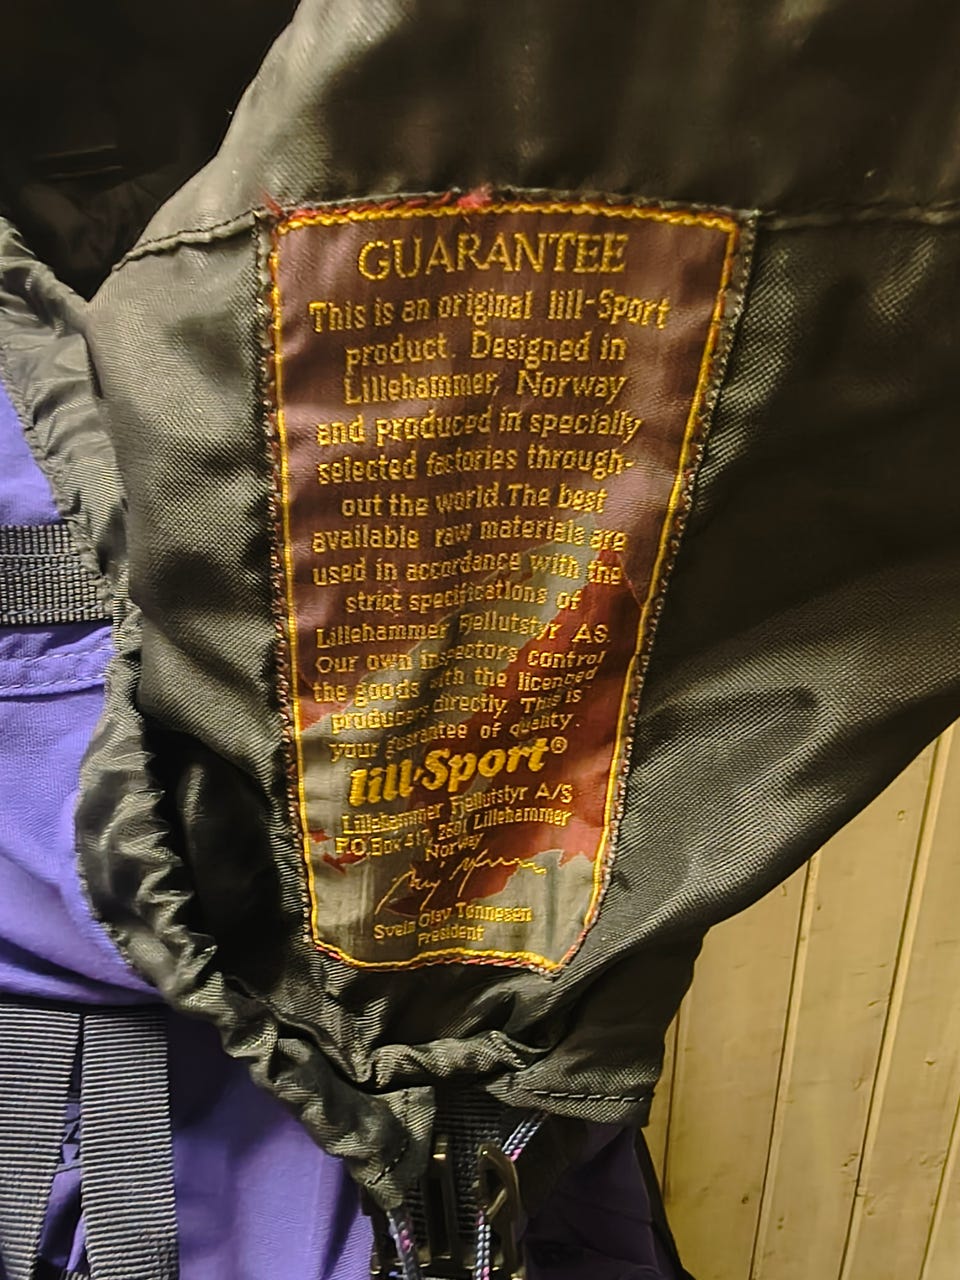 GUARANTEE
This is an original lill-Sport
product. Designed in
Lillehammer, Norway
and produced in specially
selected factories through-
out the world. The best
available raw materials are
used in accordance with the
strict specifications of
Lillehammer Fjellutstyr AS.
Our own inspectors control
the goods with the licenced
producers directly. This is
your guarantee of quality.
lill-Sport®
Lillehammer Fjellutstyr A/S
P.O.Box 417, 2601 Lillehammer
Norway
Svein Olav Tønnesen
President